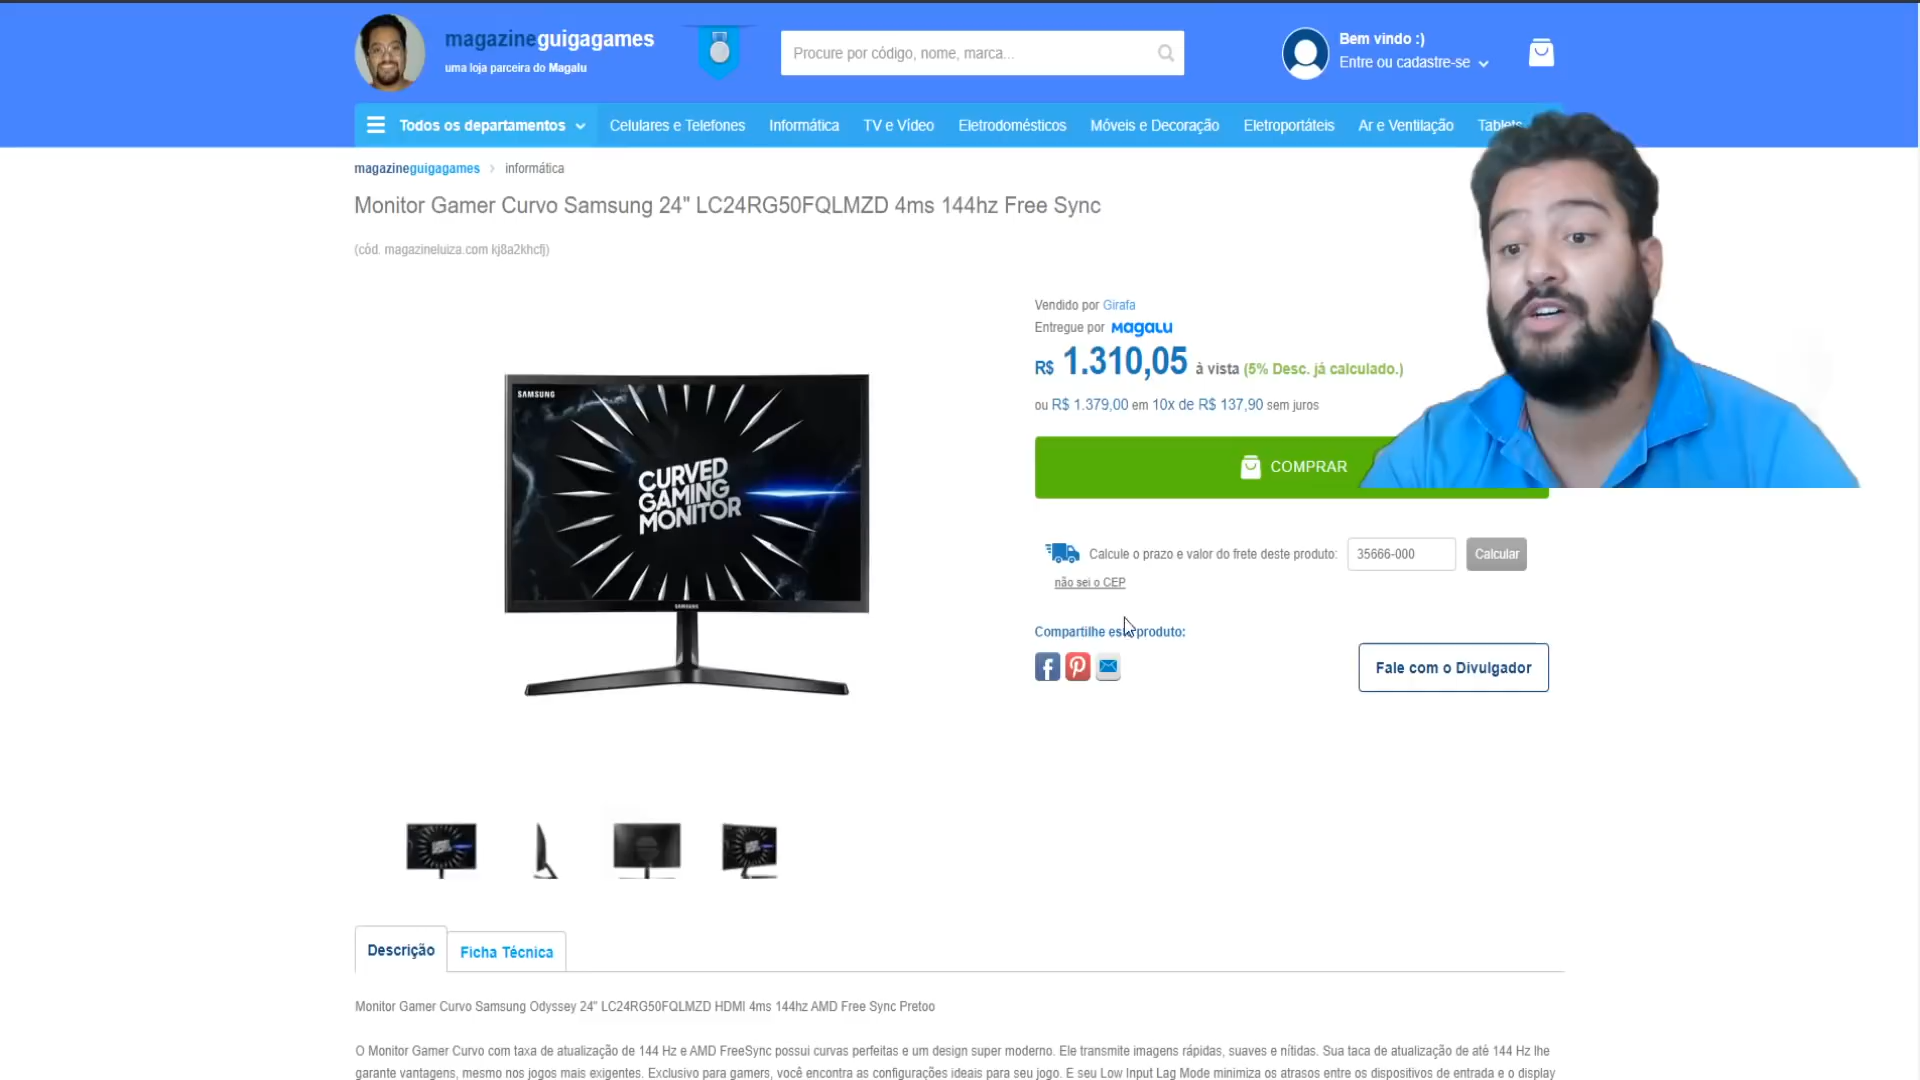 magazineguigagames
uma loja parceira do Magalu
Procure por código, nome, marca...
Bem vindo :)
Entre ou cadastre-se
Todos os departamentos
Celulares e Telefones
Informática
TV e Vídeo
Eletrodomésticos
Móveis e Decoração
Eletroportáteis
Ar e Ventilação
Tablets
magazineguigagames > informática
Monitor Gamer Curvo Samsung 24" LC24RG50FQLMZD 4ms 144hz Free Sync
(cód. magazineluiza.com kj8a2khcfj)
Vendido por Girafa
Entregue por Magalu
R$ 1.310,05 à vista (5% Desc. já calculado.)
ou R$ 1.379,00 em 10x de R$ 137,90 sem juros
COMPRAR
SAMSUNG
CURVED
GAMING
MONITOR
SAMSUNG
Calcule o prazo e valor do frete deste produto:
35666-000
Calcular
não sei o CEP
Compartilhe este produto:
Fale com o Divulgador
Descrição
Ficha Técnica
Monitor Gamer Curvo Samsung Odyssey 24" LC24RG50FQLMZD HDMI 4ms 144hz AMD Free Sync Pretoo
O Monitor Gamer Curvo com taxa de atualização de 144 Hz e AMD FreeSync possui curvas perfeitas e um design super moderno. Ele transmite imagens rápidas, suaves e nítidas. Sua taca de atualização de até 144 Hz lhe
garante vantagens, mesmo nos jogos mais exigentes. Exclusivo para gamers, você encontra as configurações ideais para seu jogo. E seu Low Input Lag Mode minimiza os atrasos entre os dispositivos de entrada e o display